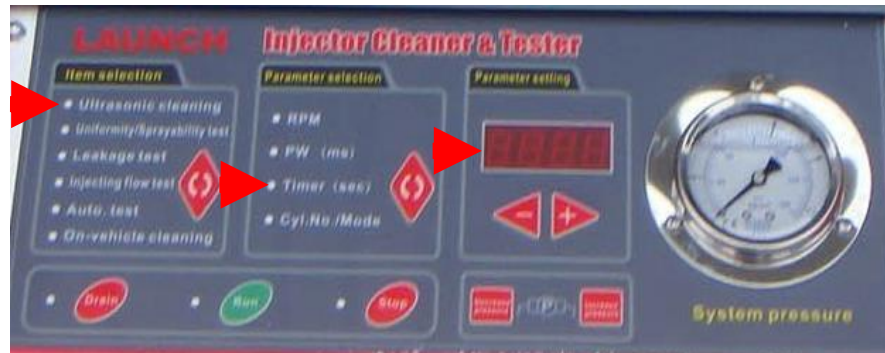 LAUNCH Injector Cleaner & Tester
Item selection
Ultrasonic cleaning
Uniformity/Sprayability test
Leakage test
Injecting flow test
Auto. test
On-vehicle cleaning
Parameter selection
RPM
PW (ms)
Timer (sec)
Cyl.No./Mode
Parameter setting
- +
Drain
Run
Stop
P
System pressure